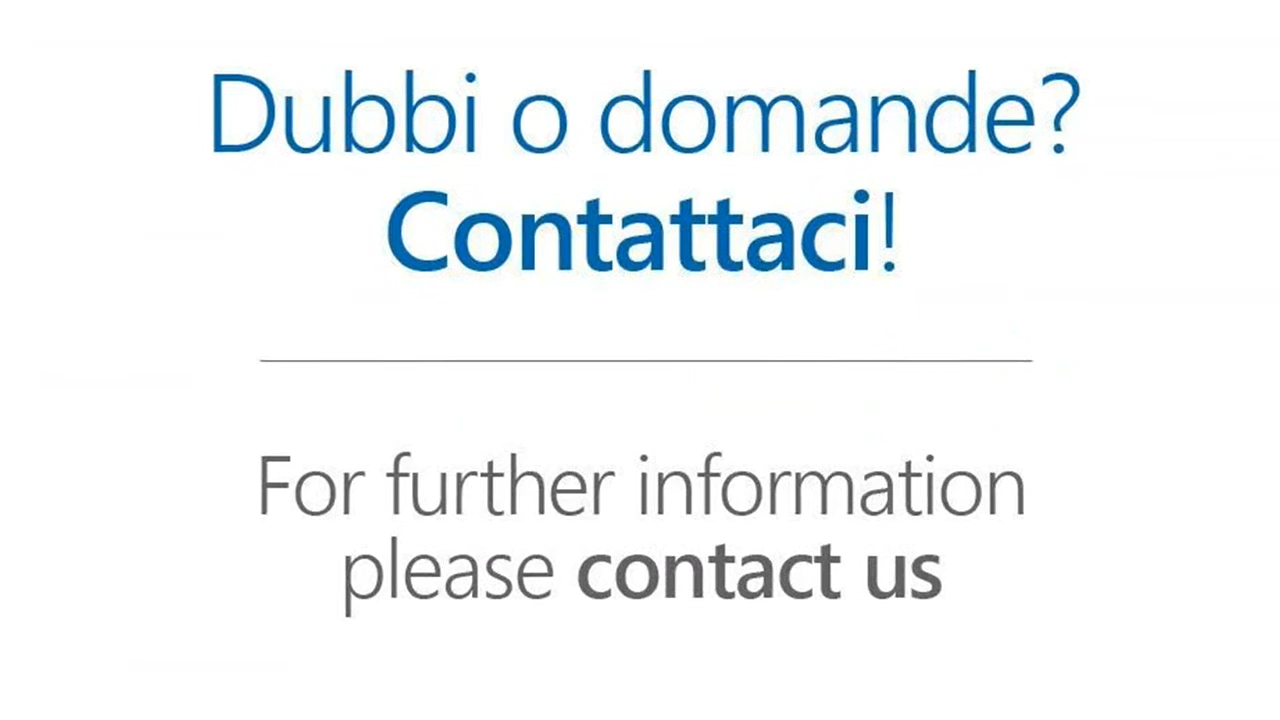 Dubbi o domande?
Contattaci!
For further information
please contact us